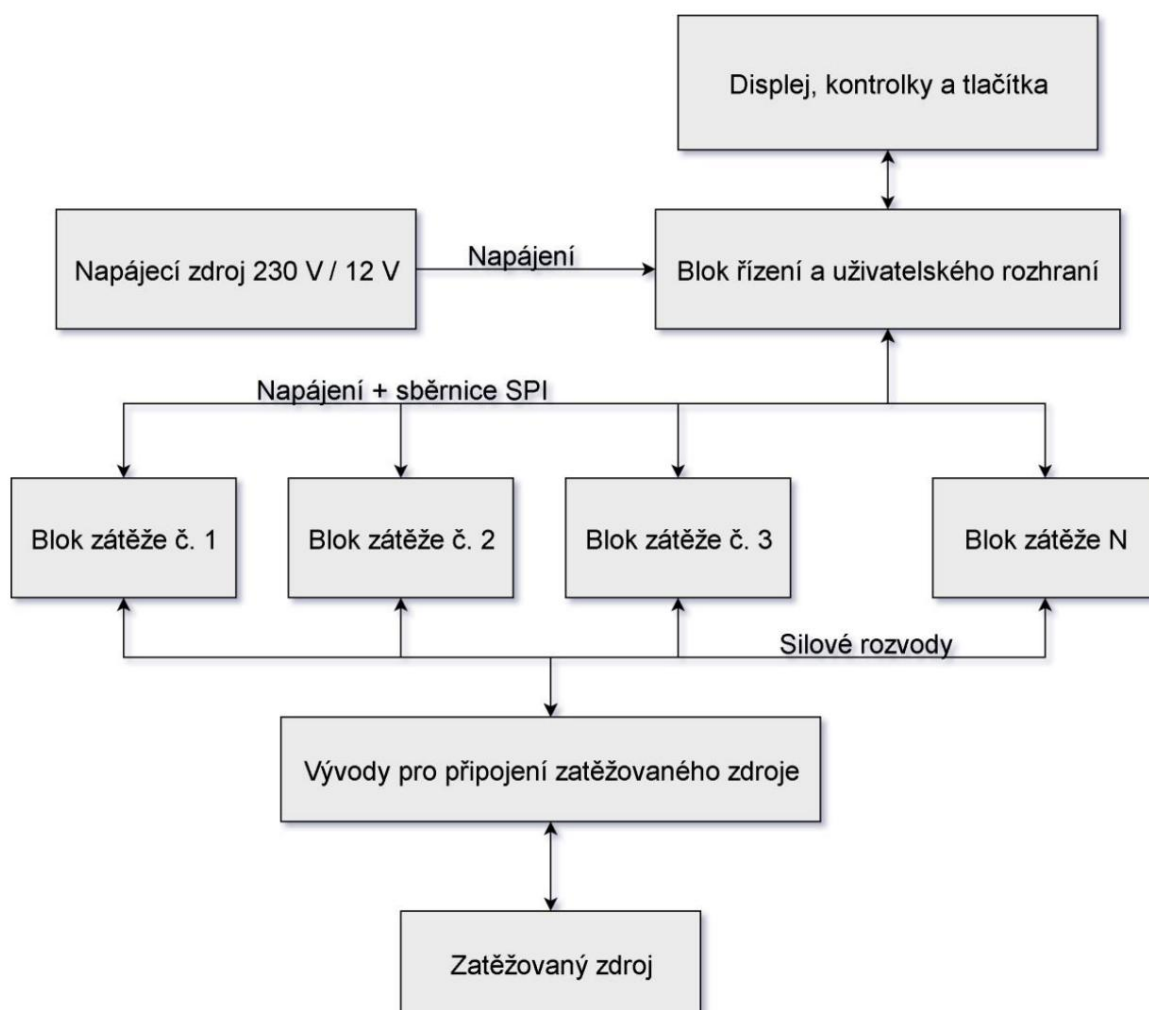 Displej, kontrolky a tlačítka
Napájecí zdroj 230 V / 12 V
Napájení
Blok řízení a uživatelského rozhraní
Napájení + sběrnice SPI
Blok zátěže č. 1
Blok zátěže č. 2
Blok zátěže č. 3
Blok zátěže N
Silové rozvody
Vývody pro připojení zatěžovaného zdroje
Zatěžovaný zdroj